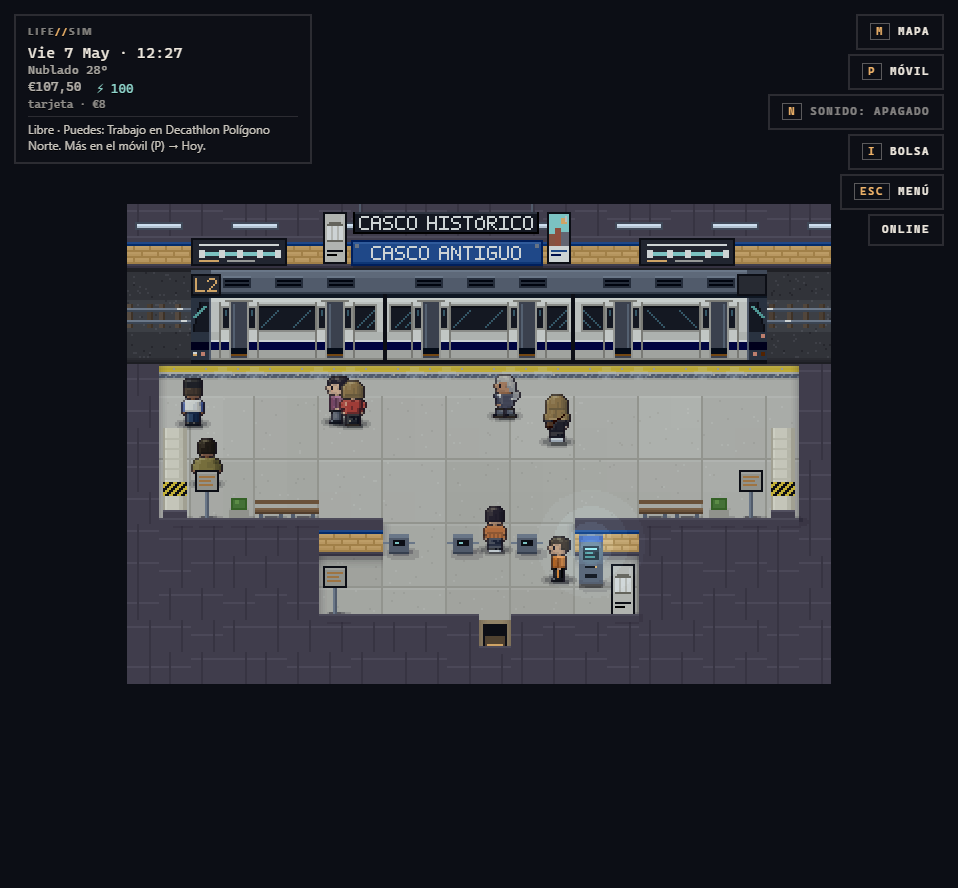 LIFE//SIM
Vie 7 May · 12:27
Nublado 28º
€107,50 ⚡ 100
tarjeta · €8
Libre · Puedes: Trabajo en Decathlon Polígono
Norte. Más en el móvil (P) → Hoy.
M MAPA
P MÓVIL
N SONIDO: APAGADO
I BOLSA
ESC MENÚ
ONLINE
CASCO HISTÓRICO
CASCO ANTIGUO
L2